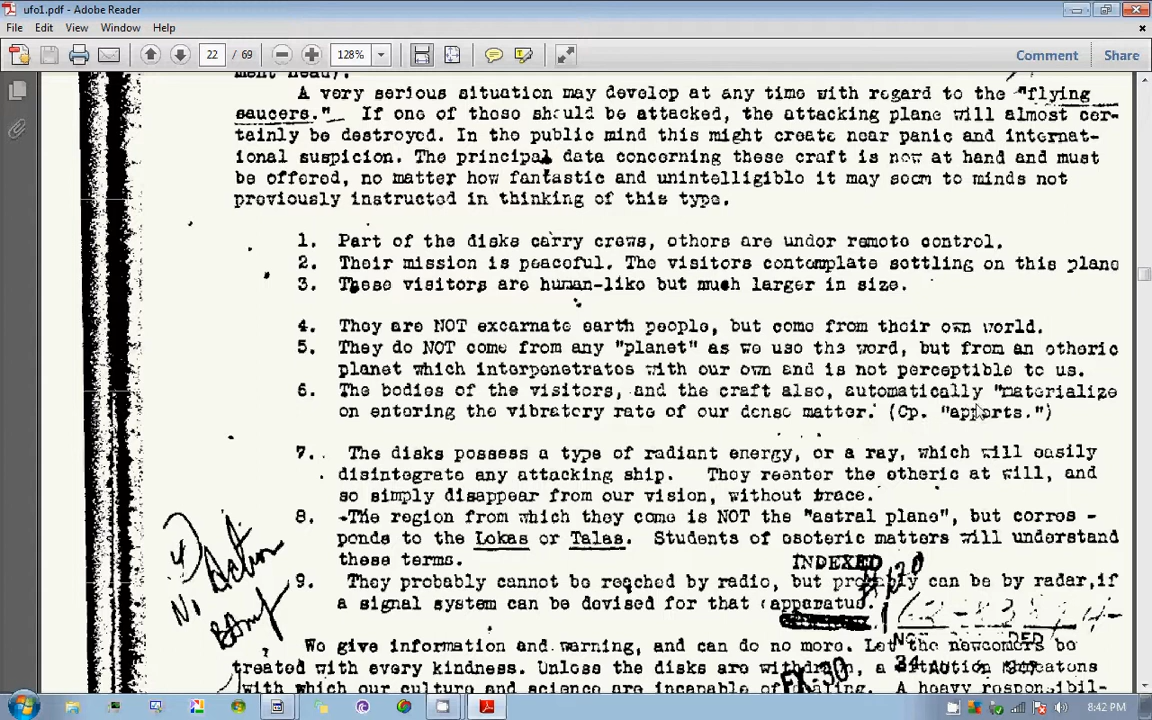 ufo1.pdf - Adobe Reader
File Edit View Window Help
22 / 69 128% Comment Share
ment head).
A very serious situation may develop at any time with regard to the "flying
saucers." If one of these should be attacked, the attacking plane will almost cer-
tainly be destroyed. In the public mind this might create near panic and internat-
ional suspicion. The principal data concerning these craft is now at hand and must
be offered, no matter how fantastic and unintelligible it may seem to minds not
previously instructed in thinking of this type.
1. Part of the disks carry crews, others are under remote control.
2. Their mission is peaceful. The visitors contemplate settling on this plane
3. These visitors are human-like but much larger in size.
4. They are NOT excarnate earth people, but come from their own world.
5. They do NOT come from any "planet" as we use the word, but from an etheric
planet which interpenetrates with our own and is not perceptible to us.
6. The bodies of the visitors, and the craft also, automatically "materialize
on entering the vibratory rate of our dense matter. (Cp. "apports.")
7. The disks possess a type of radiant energy, or a ray, which will easily
disintegrate any attacking ship. They reenter the etheric at will, and
so simply disappear from our vision, without trace.
8. -The region from which they come is NOT the "astral plane", but corres -
ponds to the Lokas or Talas. Students of osoteric matters will understand
these terms.
INDEXED
9. They probably cannot be reached by radio, but probably can be by radar,if
a signal system can be devised for that (apparatus.
No Action
We give information and warning, and can do no more. Let the newcomers be
treated with every kindness. Unless the disks are withdrawn, a
with which our culture and science are incapable of dealing. A heavy responsibil-
EX-30
8:42 PM